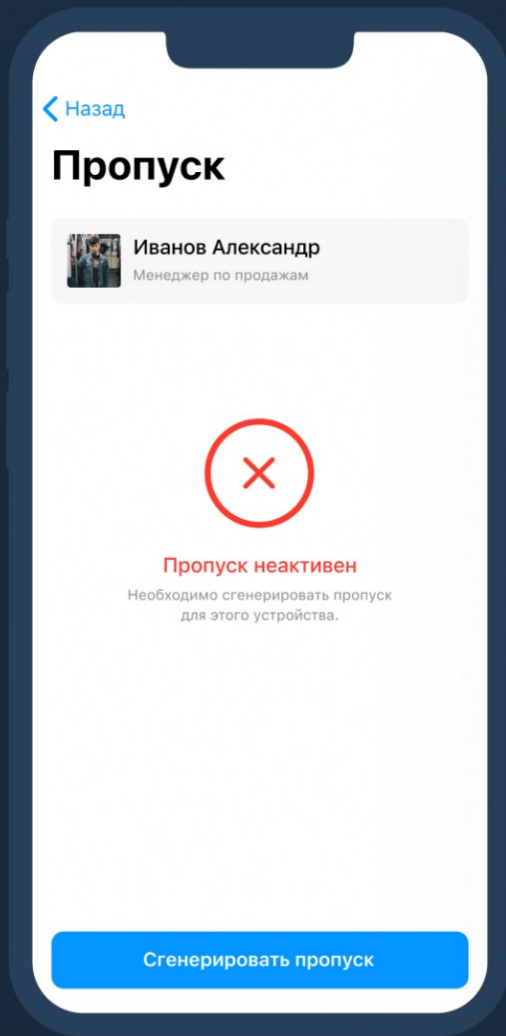 Назад
Пропуск
Иванов Александр
Менеджер по продажам
Пропуск неактивен
Необходимо сгенерировать пропуск
для этого устройства.
Сгенерировать пропуск